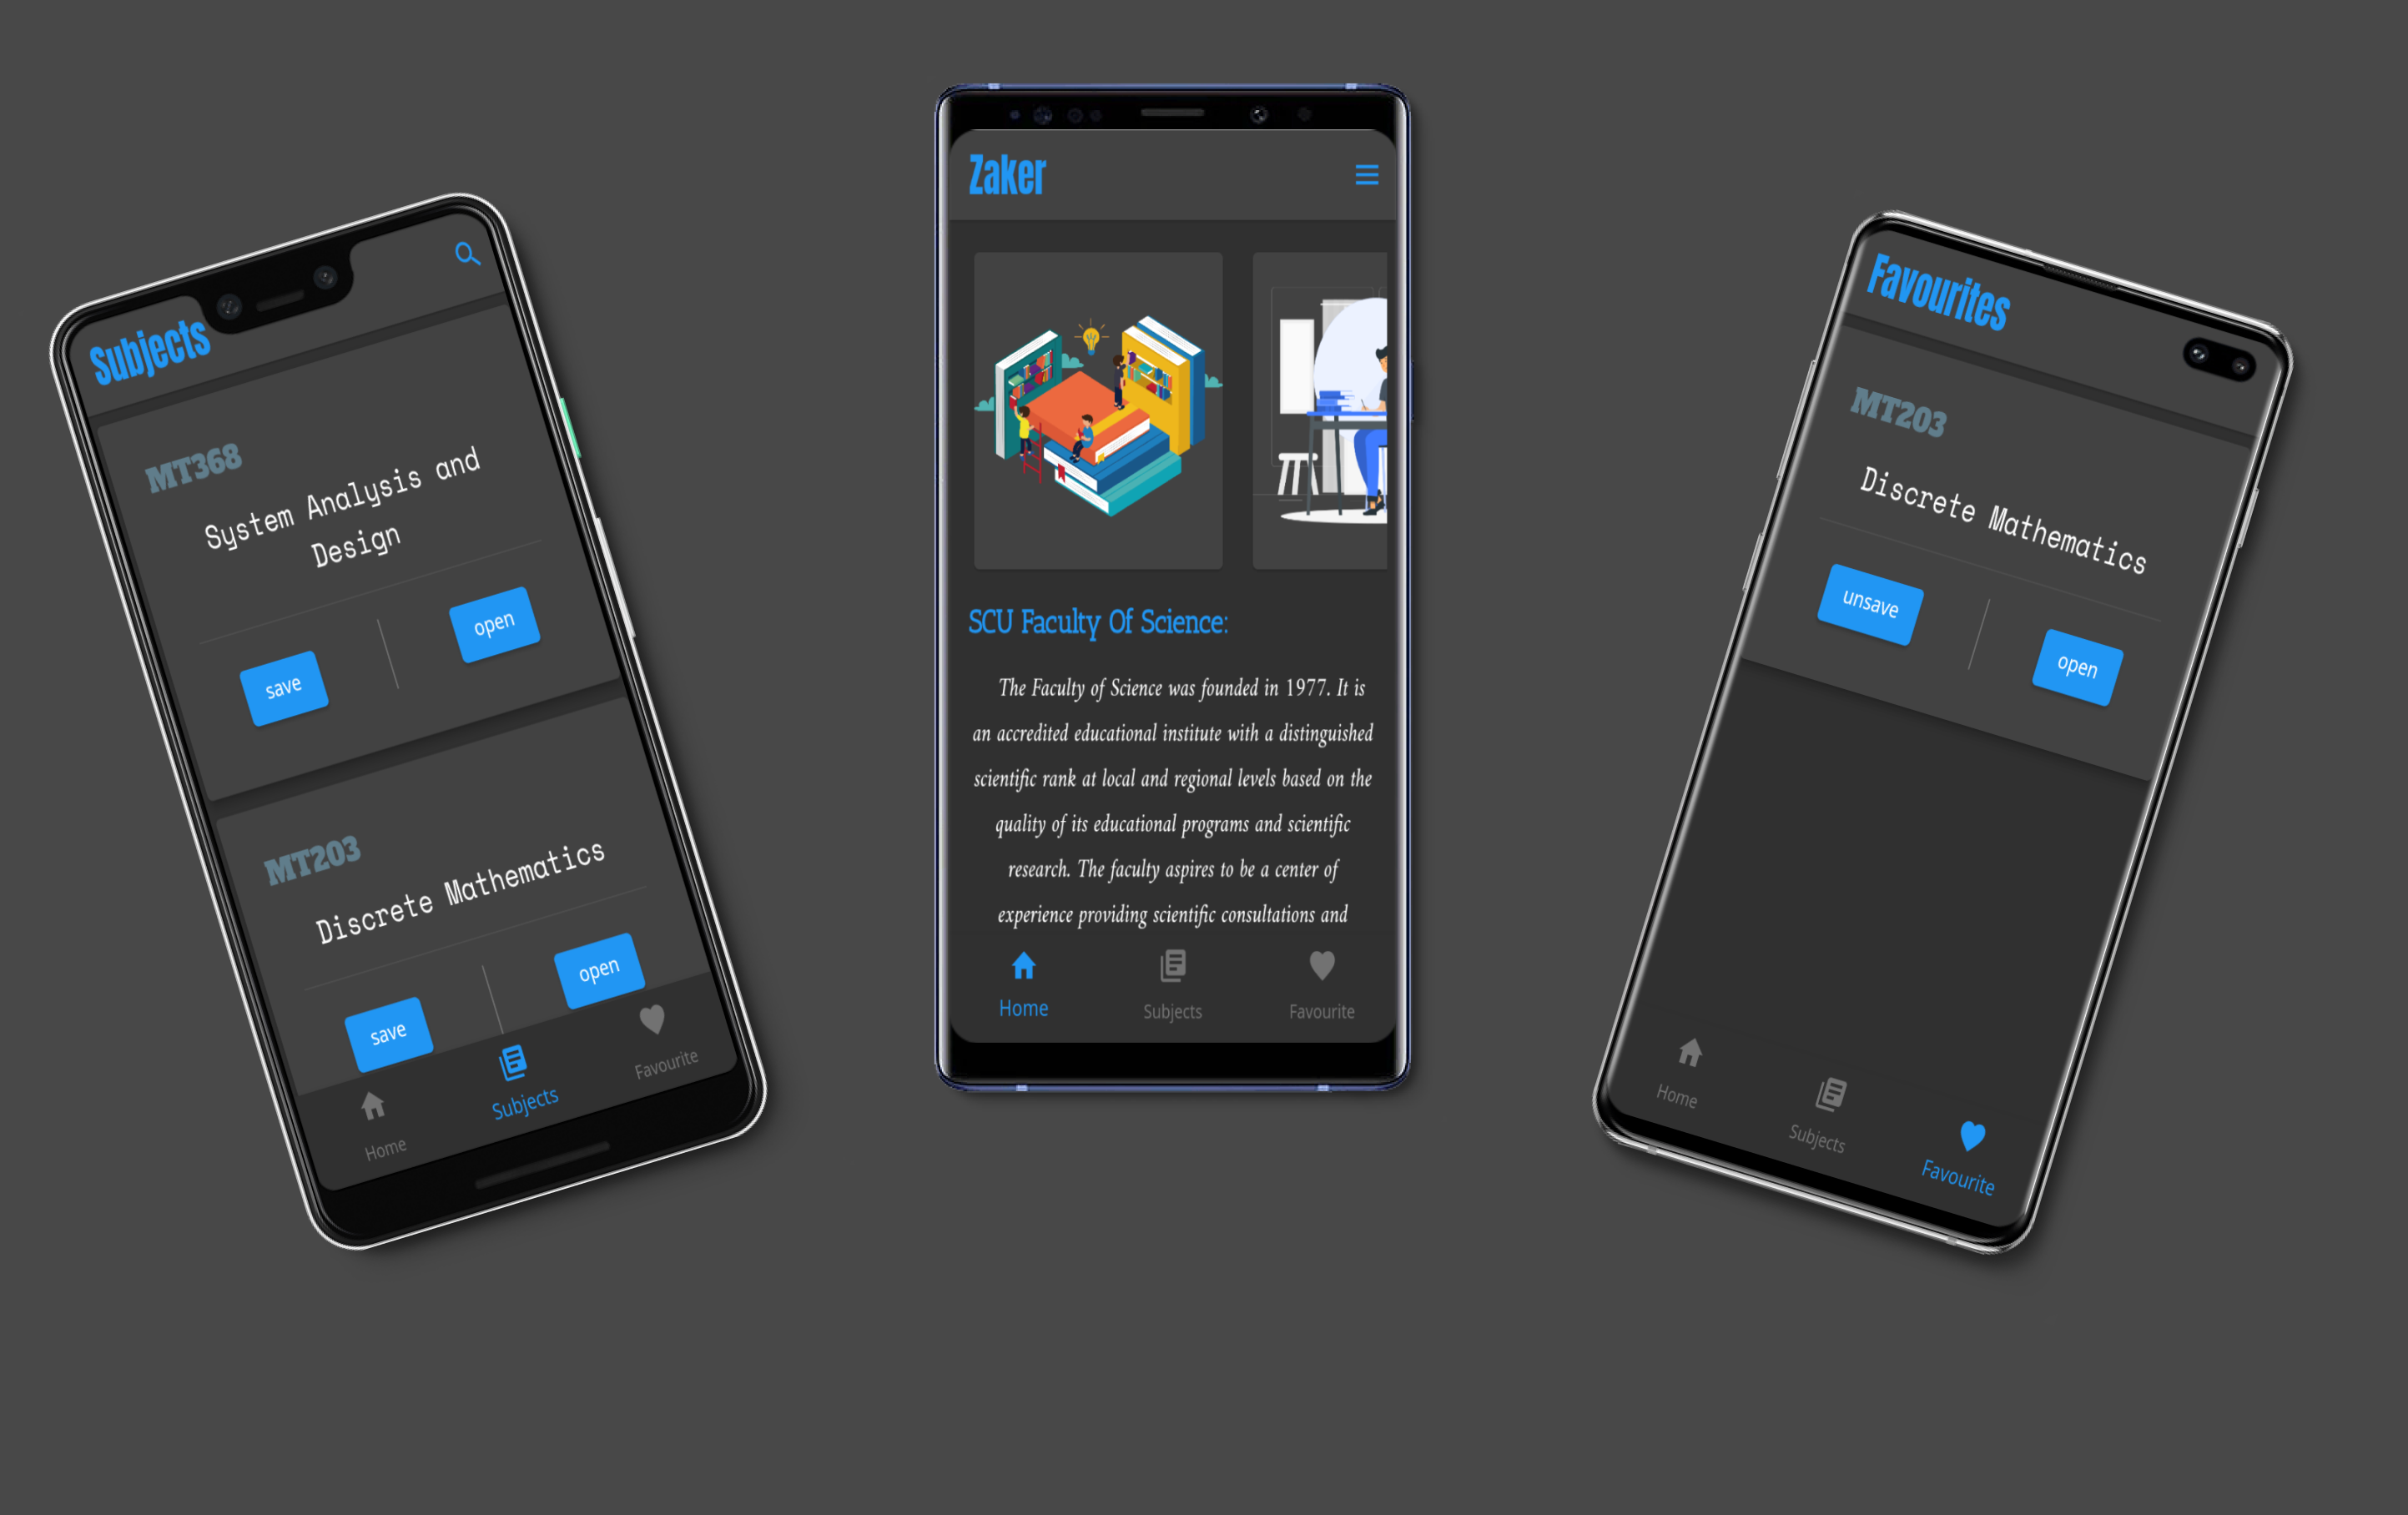 Subjects
MT368
System Analysis and
Design
save
open
MT203
Discrete Mathematics
save
open
Home
Subjects
Favourite
Zaker
SCU Faculty Of Science:
The Faculty of Science was founded in 1977. It is
an accredited educational institute with a distinguished
scientific rank at local and regional levels based on the
quality of its educational programs and scientific
research. The faculty aspires to be a center of
experience providing scientific consultations and
Home
Subjects
Favourite
Favourites
MT203
Discrete Mathematics
unsave
open
Home
Subjects
Favourite